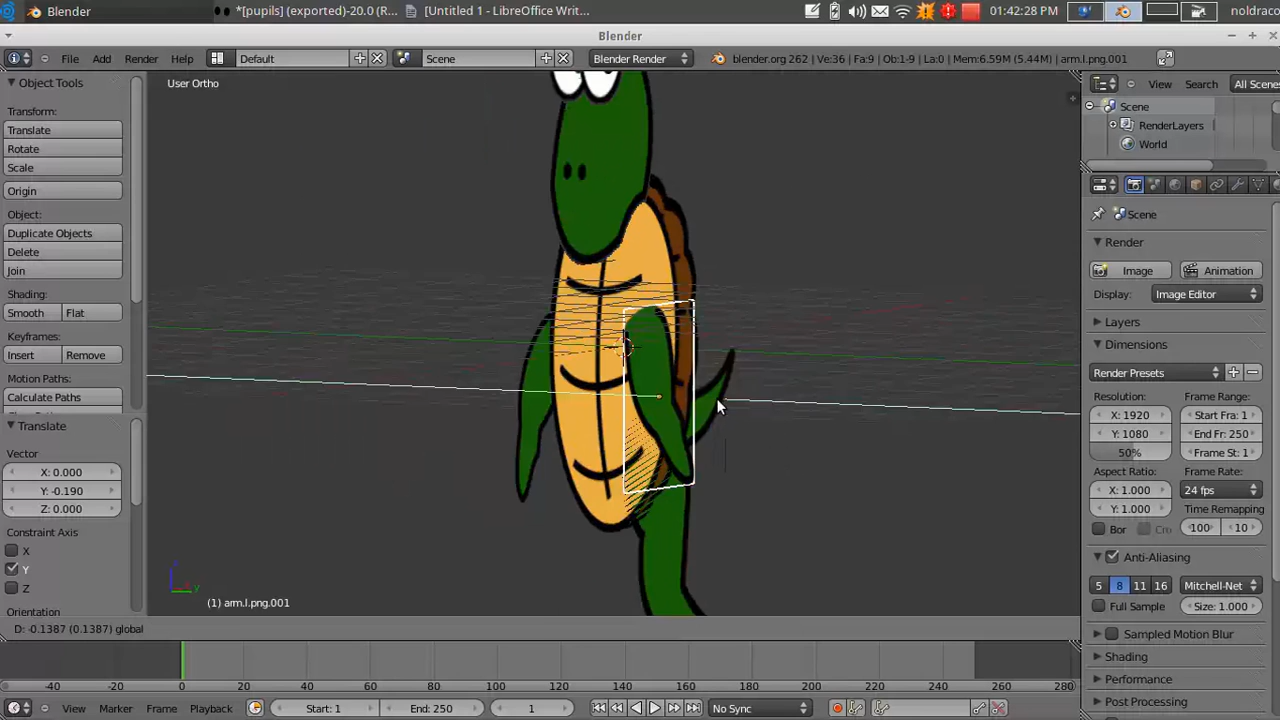 Blender
*[pupils] (exported)-20.0 (R...
[Untitled 1 - LibreOffice Writ...
01:42:28 PM
noldraco
Blender
File Add Render Help
Default
Scene
Blender Render
blender.org 262 | Ve:36 | Fa:9 | Ob:1-9 | La:0 | Mem:6.59M (5.44M) | arm.l.png.001
Object Tools
Transform:
Translate
Rotate
Scale
Origin
Object:
Duplicate Objects
Delete
Join
Shading:
Smooth Flat
Keyframes:
Insert Remove
Motion Paths:
Calculate Paths
Translate
Vector
X: 0.000
Y: -0.190
Z: 0.000
Constraint Axis
X
Y
Z
Orientation
User Ortho
(1) arm.l.png.001
D: -0.1387 (0.1387) global
View Search All Scenes
Scene
RenderLayers
World
Scene
Render
Image Animation
Display: Image Editor
Layers
Dimensions
Render Presets
Resolution: Frame Range:
X: 1920 Start Fr: 1
Y: 1080 End Fr: 250
50% Frame St: 1
Aspect Ratio: Frame Rate:
X: 1.000 24 fps
Y: 1.000 Time Remapping
Bor Cro 100 10
Anti-Aliasing
5 8 11 16 Mitchell-Net
Full Sample Size: 1.000
Sampled Motion Blur
Shading
Performance
Post Processing
-40 -20 0 20 40 60 80 100 120 140 160 180 200 220 240 260 280
View Marker Frame Playback Start: 1 End: 250 1 No Sync